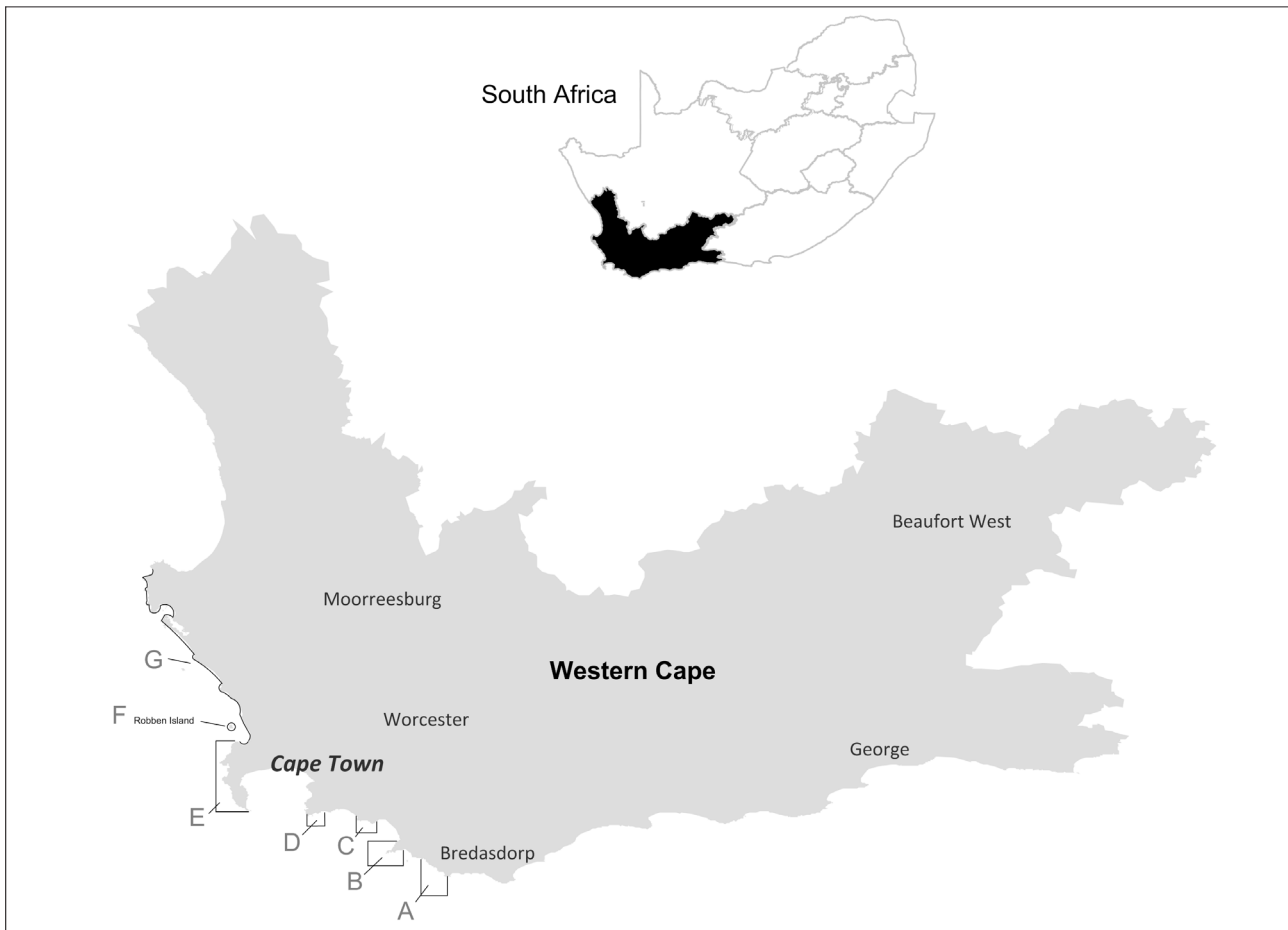 South Africa
Beaufort West
Moorreesburg
G
Western Cape
F Robben Island
Worcester
George
Cape Town
E
D
C
Bredasdorp
B
A